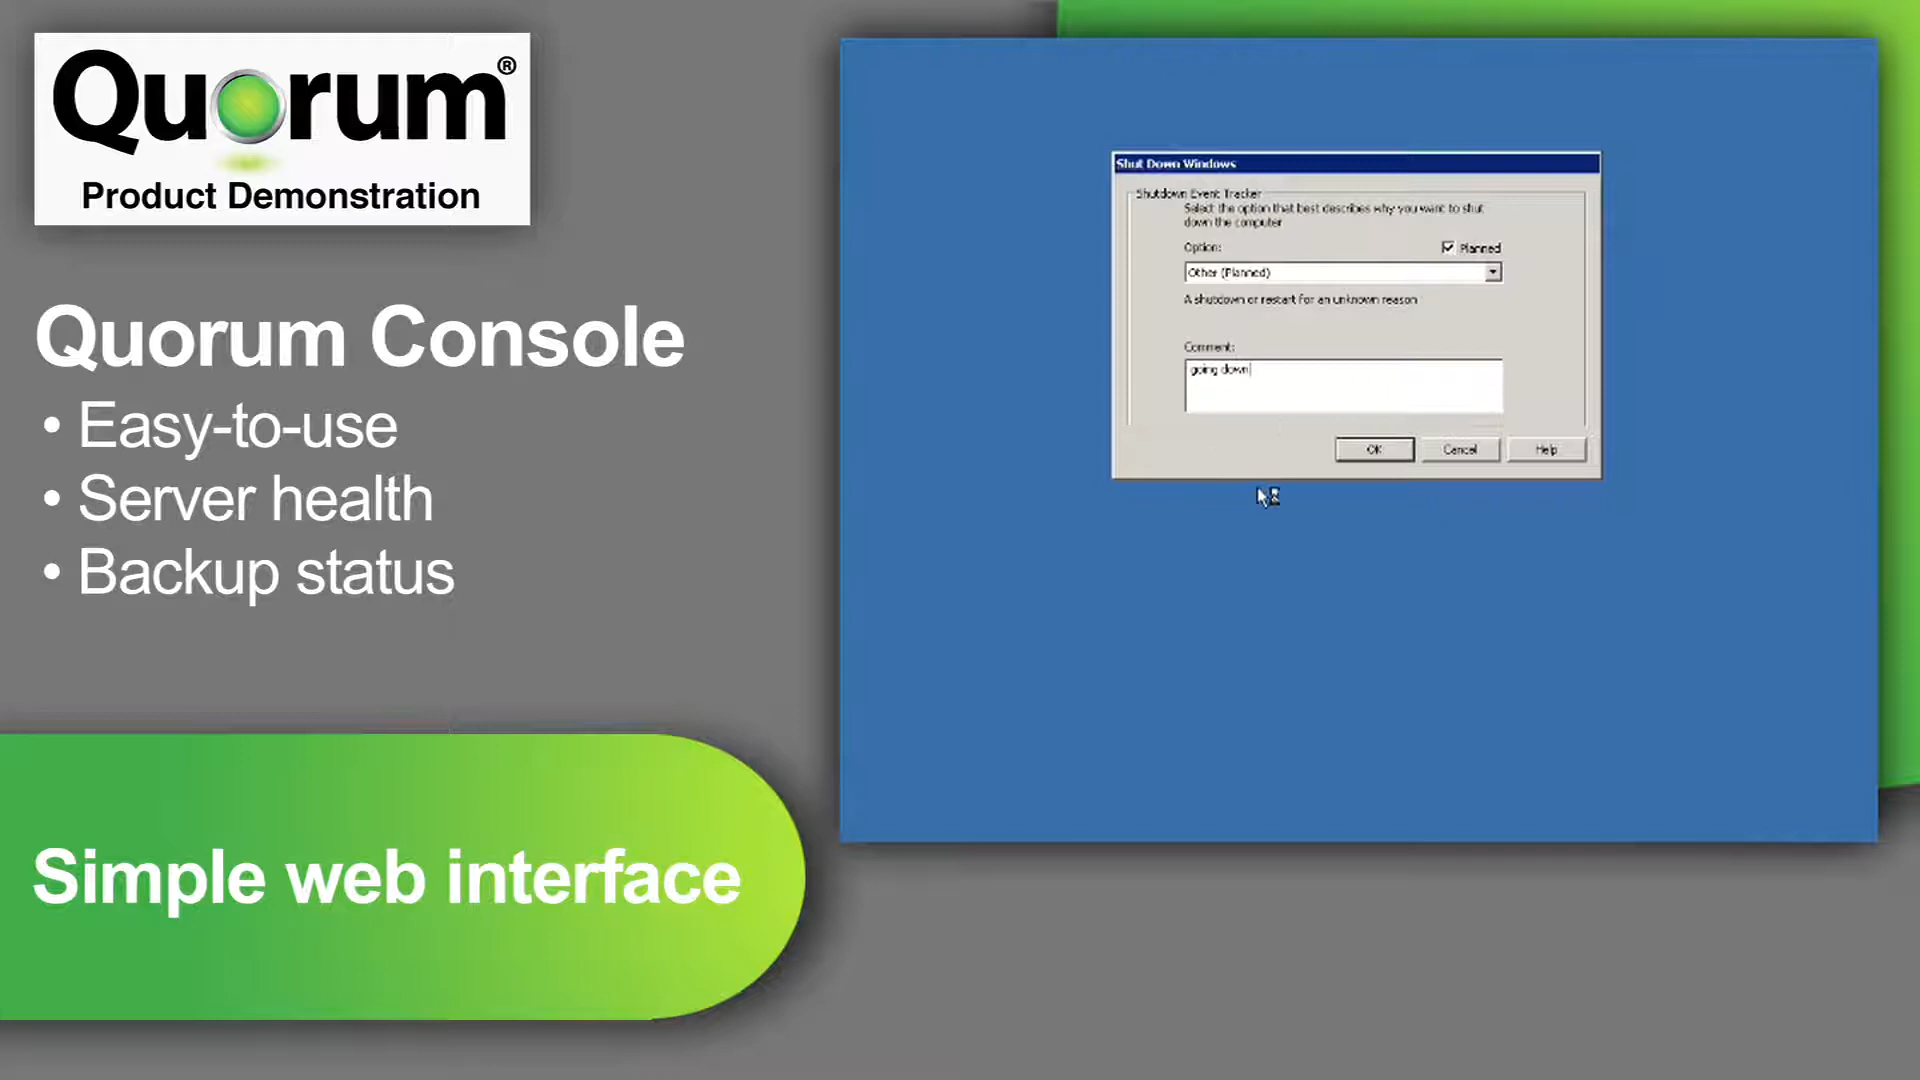 Quorum®
Product Demonstration
Quorum Console
• Easy-to-use
• Server health
• Backup status
Simple web interface
Shut Down Windows
Shutdown Event Tracker
Select the option that best describes why you want to shut
down the computer
Option:
Planned
Other (Planned)
A shutdown or restart for an unknown reason
Comment:
going down
OK
Cancel
Help